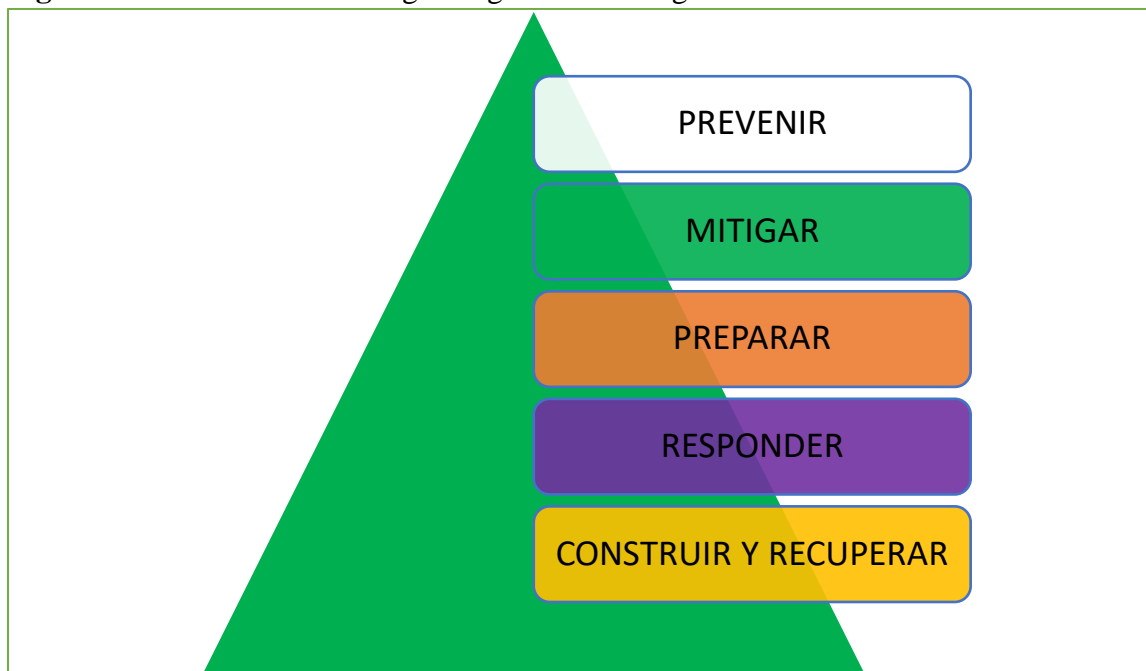 PREVENIR
MITIGAR
PREPARAR
RESPONDER
CONSTRUIR Y RECUPERAR